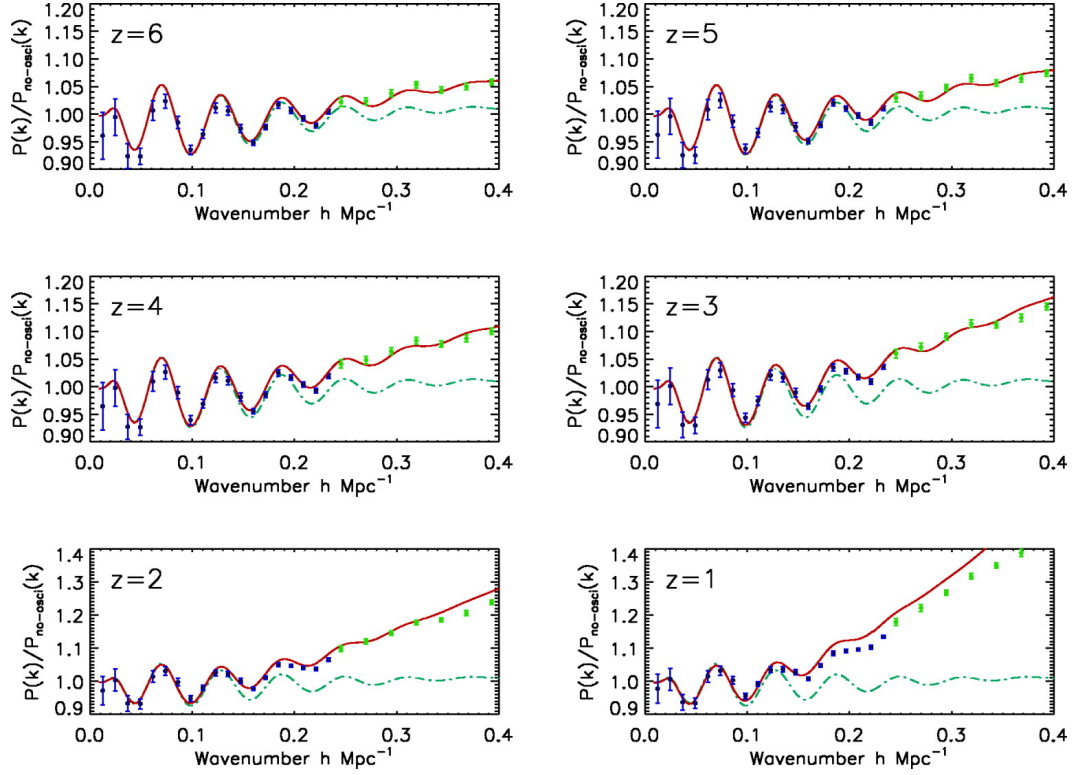 z=6
P(k)/P_no-osci(k)
1.20
1.15
1.10
1.05
1.00
0.95
0.90
0.0 0.1 0.2 0.3 0.4
Wavenumber h Mpc⁻¹
z=5
P(k)/P_no-osci(k)
1.20
1.15
1.10
1.05
1.00
0.95
0.90
0.0 0.1 0.2 0.3 0.4
Wavenumber h Mpc⁻¹
z=4
P(k)/P_no-osci(k)
1.20
1.15
1.10
1.05
1.00
0.95
0.90
0.0 0.1 0.2 0.3 0.4
Wavenumber h Mpc⁻¹
z=3
P(k)/P_no-osci(k)
1.20
1.15
1.10
1.05
1.00
0.95
0.90
0.0 0.1 0.2 0.3 0.4
Wavenumber h Mpc⁻¹
z=2
P(k)/P_no-osci(k)
1.4
1.3
1.2
1.1
1.0
0.9
0.0 0.1 0.2 0.3 0.4
Wavenumber h Mpc⁻¹
z=1
P(k)/P_no-osci(k)
1.4
1.3
1.2
1.1
1.0
0.9
0.0 0.1 0.2 0.3 0.4
Wavenumber h Mpc⁻¹